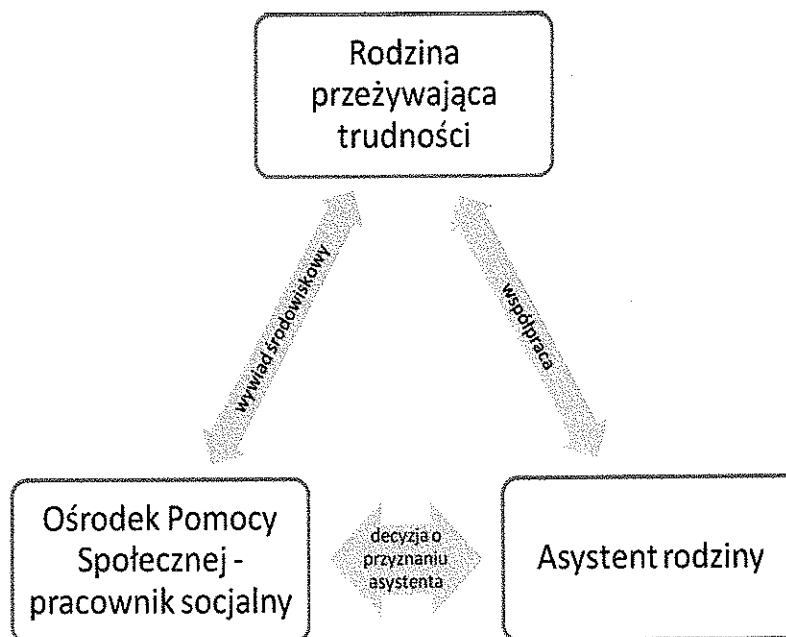 Rodzina
przeżywająca
trudności
wywiad środowiskowy
współpraca
Ośrodek Pomocy
Społecznej -
pracownik socjalny
decyzja o
przyznaniu
asystenta
Asystent rodziny